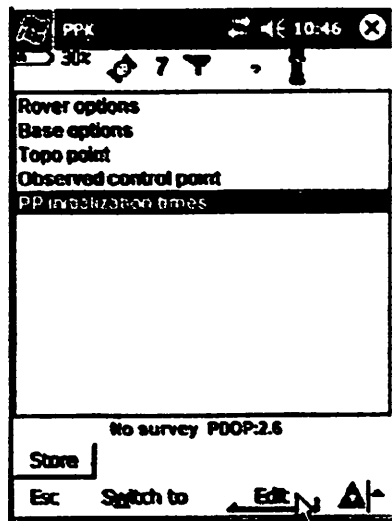 PPK 10:46
30%
7
Rover options
Base options
Topo point
Observed control point
PP initialization times
No survey PDOP:2.6
Store
Esc Switch to Edit